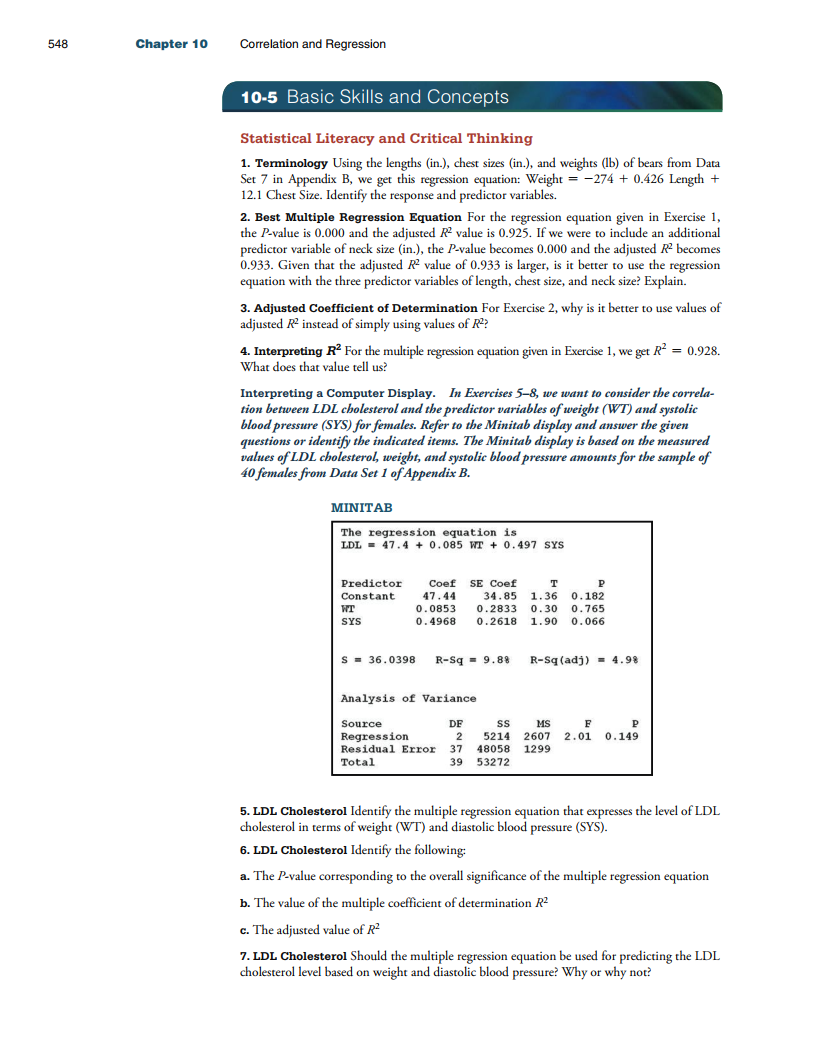 548 Chapter 10 Correlation and Regression
10-5 Basic Skills and Concepts
Statistical Literacy and Critical Thinking
1. Terminology Using the lengths (in.), chest sizes (in.), and weights (lb) of bears from Data
Set 7 in Appendix B, we get this regression equation: Weight = −274 + 0.426 Length +
12.1 Chest Size. Identify the response and predictor variables.
2. Best Multiple Regression Equation For the regression equation given in Exercise 1,
the P-value is 0.000 and the adjusted R² value is 0.925. If we were to include an additional
predictor variable of neck size (in.), the P-value becomes 0.000 and the adjusted R² becomes
0.933. Given that the adjusted R² value of 0.933 is larger, is it better to use the regression
equation with the three predictor variables of length, chest size, and neck size? Explain.
3. Adjusted Coefficient of Determination For Exercise 2, why is it better to use values of
adjusted R² instead of simply using values of R²?
4. Interpreting R² For the multiple regression equation given in Exercise 1, we get R² = 0.928.
What does that value tell us?
Interpreting a Computer Display. In Exercises 5–8, we want to consider the correla-
tion between LDL cholesterol and the predictor variables of weight (WT) and systolic
blood pressure (SYS) for females. Refer to the Minitab display and answer the given
questions or identify the indicated items. The Minitab display is based on the measured
values of LDL cholesterol, weight, and systolic blood pressure amounts for the sample of
40 females from Data Set 1 of Appendix B.
MINITAB
The regression equation is
LDL = 47.4 + 0.085 WT + 0.497 SYS
Predictor Coef SE Coef T P
Constant 47.44 34.85 1.36 0.182
WT 0.0853 0.2833 0.30 0.765
SYS 0.4968 0.2618 1.90 0.066
S = 36.0398 R-Sq = 9.8% R-Sq(adj) = 4.9%
Analysis of Variance
Source DF SS MS F P
Regression 2 5214 2607 2.01 0.149
Residual Error 37 48058 1299
Total 39 53272
5. LDL Cholesterol Identify the multiple regression equation that expresses the level of LDL
cholesterol in terms of weight (WT) and diastolic blood pressure (SYS).
6. LDL Cholesterol Identify the following:
a. The P-value corresponding to the overall significance of the multiple regression equation
b. The value of the multiple coefficient of determination R²
c. The adjusted value of R²
7. LDL Cholesterol Should the multiple regression equation be used for predicting the LDL
cholesterol level based on weight and diastolic blood pressure? Why or why not?